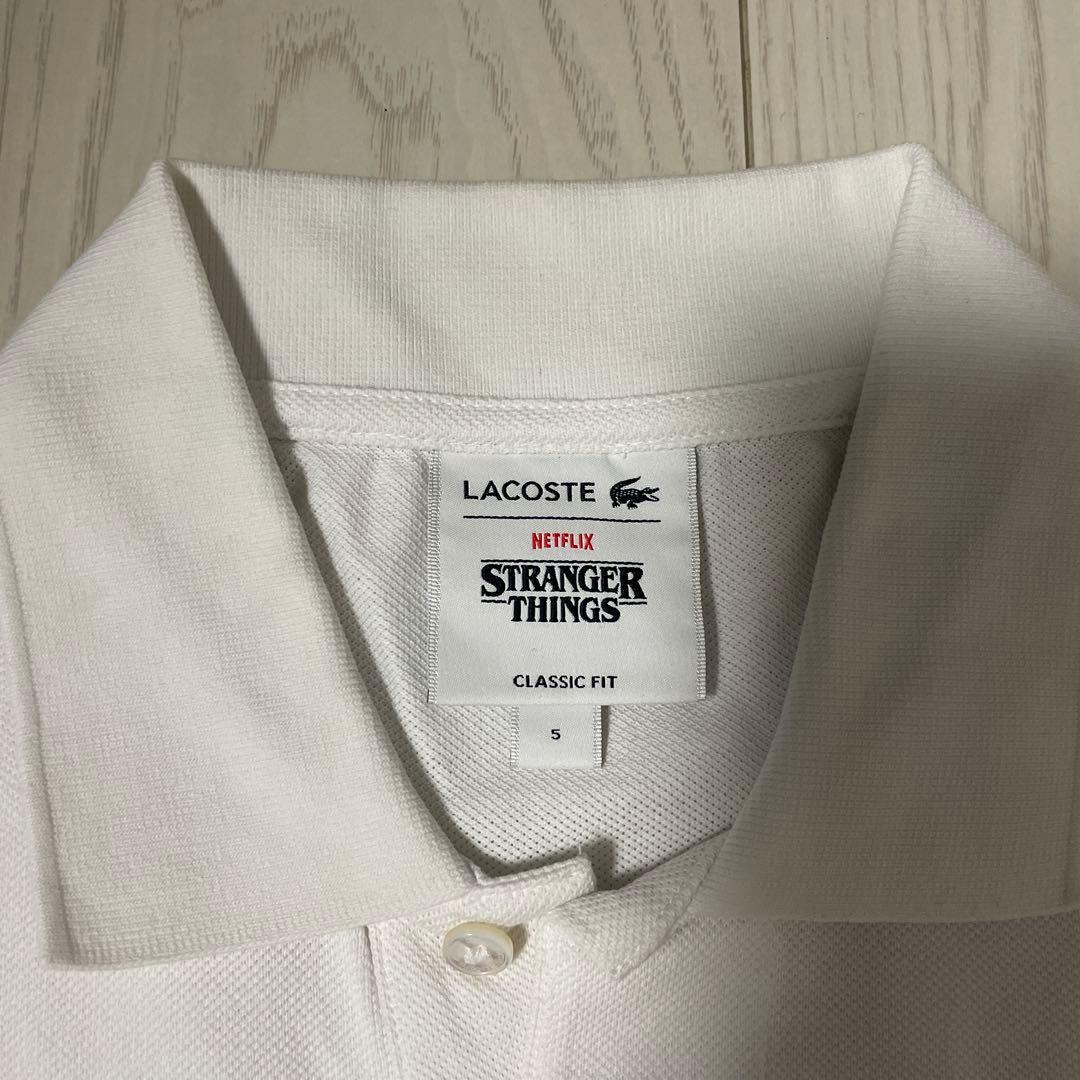 LACOSTE
NETFLIX
STRANGER
THINGS
CLASSIC FIT
5